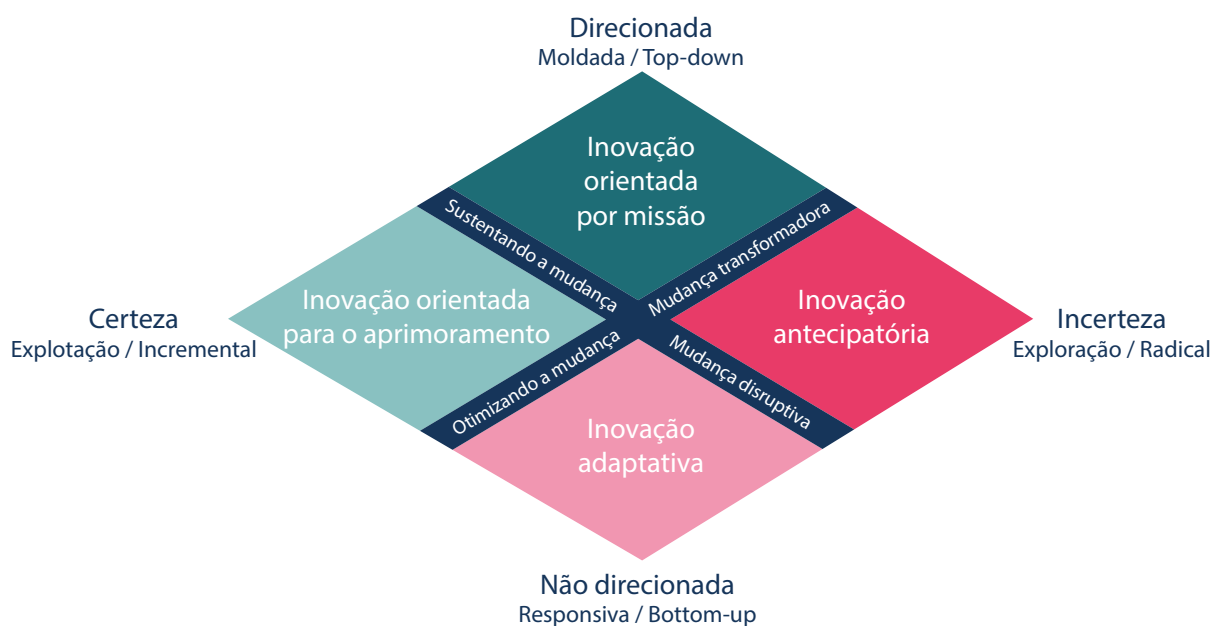 Direcionada
Moldada / Top-down
Inovação
orientada
por missão
Sustentando a mudança
Mudança transformadora
Inovação orientada
para o aprimoramento
Inovação
antecipatória
Certeza
Explotação / Incremental
Incerteza
Exploração / Radical
Otimizando a mudança
Mudança disruptiva
Inovação
adaptativa
Não direcionada
Responsiva / Bottom-up